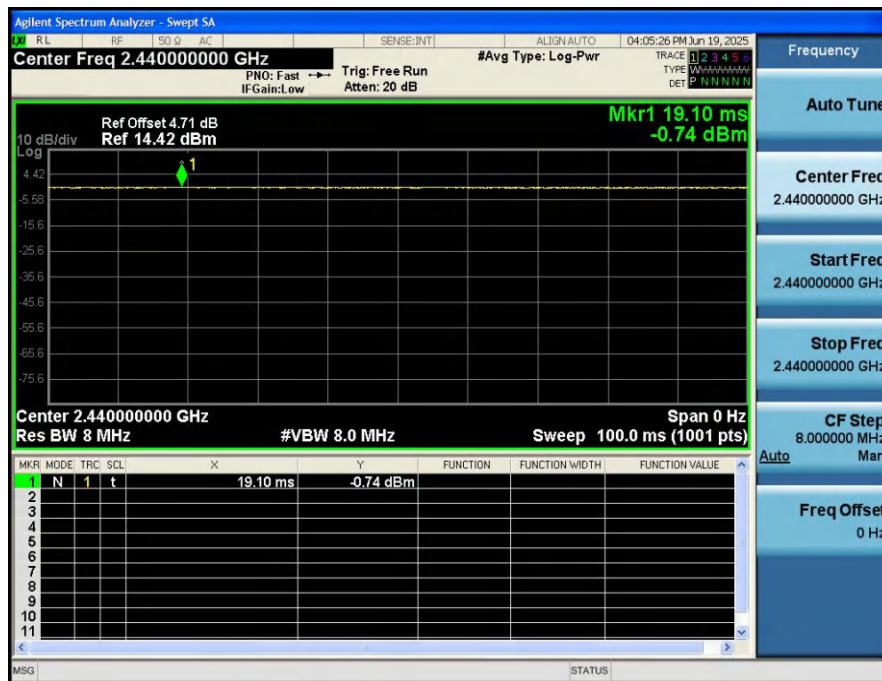 Agilent Spectrum Analyzer - Swept SA
LXI RL RF 50 Ω AC SENSE:INT ALIGN AUTO 04:05:26 PM Jun 19, 2025
Center Freq 2.440000000 GHz
PNO: Fast
IFGain:Low
Trig: Free Run
Atten: 20 dB
#Avg Type: Log-Pwr
TRACE 1 2 3 4 5 6
TYPE WWWWWWW
DET P N N N N N
Mkr1 19.10 ms
-0.74 dBm
Ref Offset 4.71 dB
10 dB/div Ref 14.42 dBm
Log
1
4.42
-5.58
-15.6
-25.6
-35.6
-45.6
-55.6
-65.6
-75.6
Center 2.440000000 GHz Span 0 Hz
Res BW 8 MHz #VBW 8.0 MHz Sweep 100.0 ms (1001 pts)
MKR MODE TRC SCL X Y FUNCTION FUNCTION WIDTH FUNCTION VALUE
1 N 1 t 19.10 ms -0.74 dBm
2
3
4
5
6
7
8
9
10
11
MSG STATUS
Frequency
Auto Tune
Center Freq
2.440000000 GHz
Start Freq
2.440000000 GHz
Stop Freq
2.440000000 GHz
CF Step
8.000000 MHz
Auto Man
Freq Offset
0 Hz